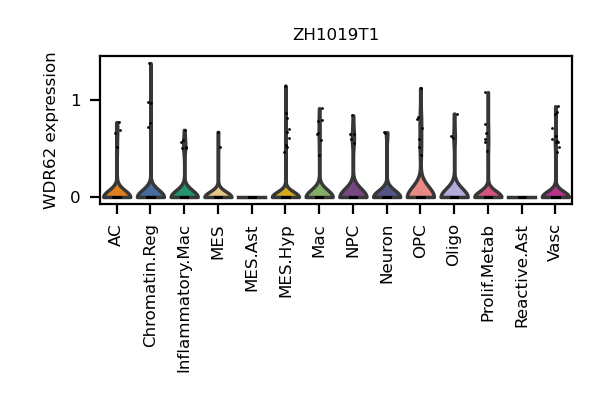 ZH1019T1
WDR62 expression
1
0
AC
Chromatin.Reg
Inflammatory.Mac
MES
MES.Ast
MES.Hyp
Mac
NPC
Neuron
OPC
Oligo
Prolif.Metab
Reactive.Ast
Vasc